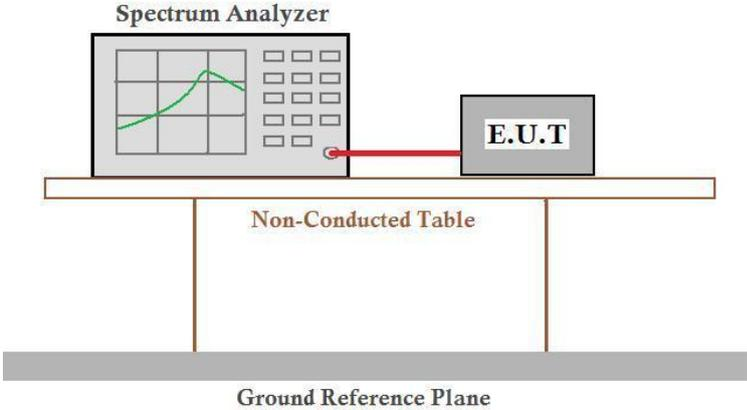 Spectrum Analyzer
E.U.T
Non-Conducted Table
Ground Reference Plane